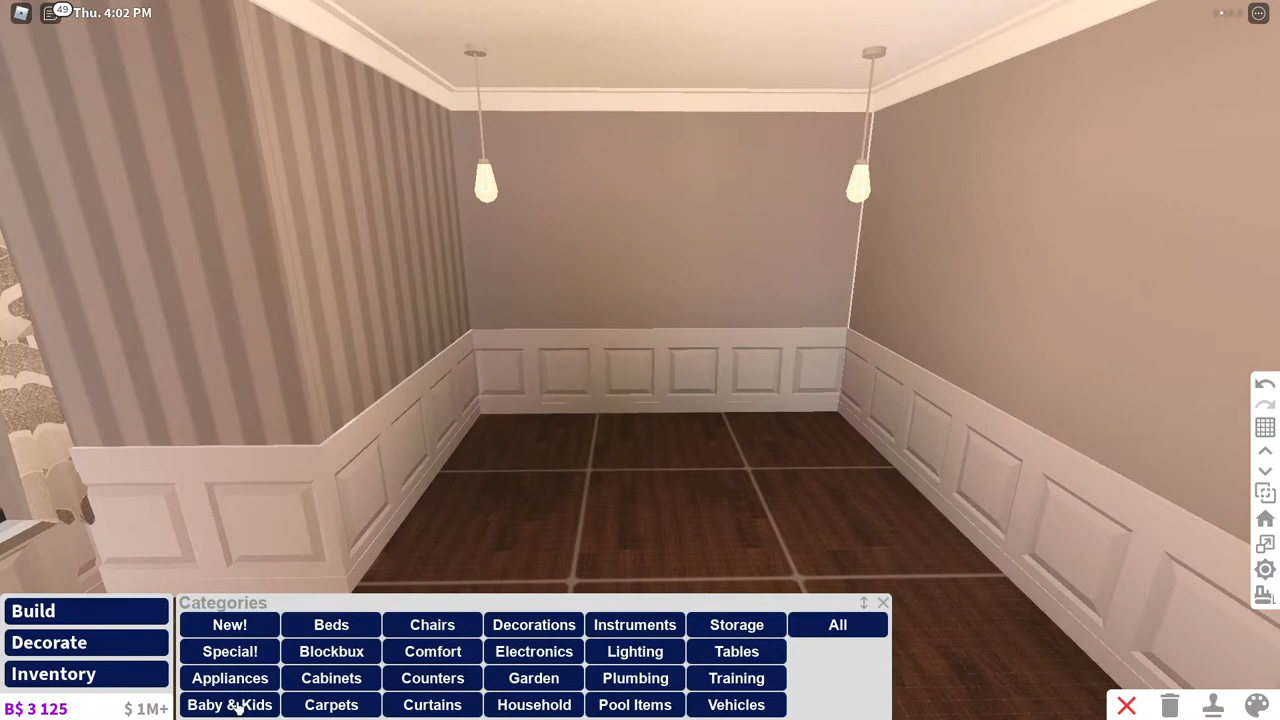 49 Thu. 4:02 PM
Build
Decorate
Inventory
B$ 3 125 $ 1M+
Categories
New! Beds Chairs Decorations Instruments Storage All
Special! Blockbux Comfort Electronics Lighting Tables
Appliances Cabinets Counters Garden Plumbing Training
Baby & Kids Carpets Curtains Household Pool Items Vehicles